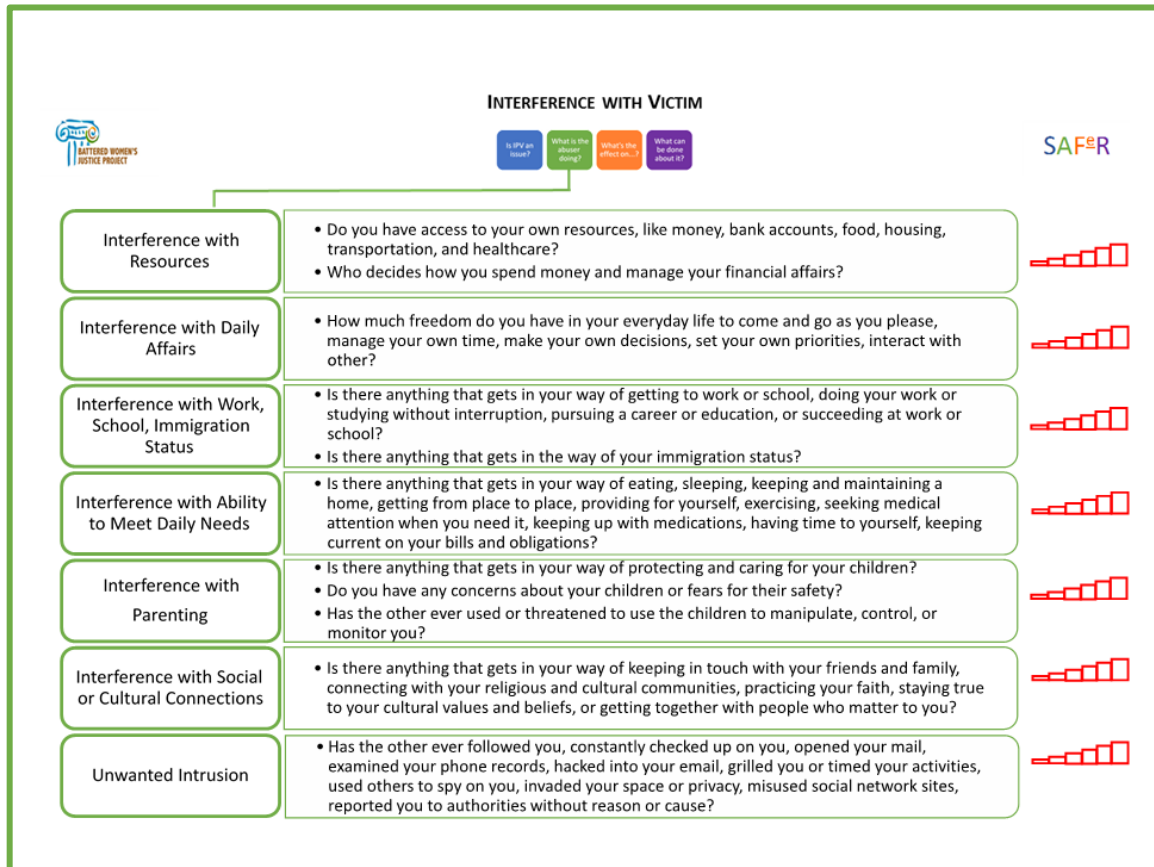 INTERFERENCE WITH VICTIM
BATTERED WOMEN'S
JUSTICE PROJECT
Is IPV an
issue?
What is the
abuser
doing?
What's the
effect on...?
What can
be done
about it?
SAFeR
Interference with
Resources
• Do you have access to your own resources, like money, bank accounts, food, housing,
transportation, and healthcare?
• Who decides how you spend money and manage your financial affairs?
Interference with Daily
Affairs
• How much freedom do you have in your everyday life to come and go as you please,
manage your own time, make your own decisions, set your own priorities, interact with
other?
Interference with Work,
School, Immigration
Status
• Is there anything that gets in your way of getting to work or school, doing your work or
studying without interruption, pursuing a career or education, or succeeding at work or
school?
• Is there anything that gets in the way of your immigration status?
Interference with Ability
to Meet Daily Needs
• Is there anything that gets in your way of eating, sleeping, keeping and maintaining a
home, getting from place to place, providing for yourself, exercising, seeking medical
attention when you need it, keeping up with medications, having time to yourself, keeping
current on your bills and obligations?
Interference with
Parenting
• Is there anything that gets in your way of protecting and caring for your children?
• Do you have any concerns about your children or fears for their safety?
• Has the other ever used or threatened to use the children to manipulate, control, or
monitor you?
Interference with Social
or Cultural Connections
• Is there anything that gets in your way of keeping in touch with your friends and family,
connecting with your religious and cultural communities, practicing your faith, staying true
to your cultural values and beliefs, or getting together with people who matter to you?
Unwanted Intrusion
• Has the other ever followed you, constantly checked up on you, opened your mail,
examined your phone records, hacked into your email, grilled you or timed your activities,
used others to spy on you, invaded your space or privacy, misused social network sites,
reported you to authorities without reason or cause?